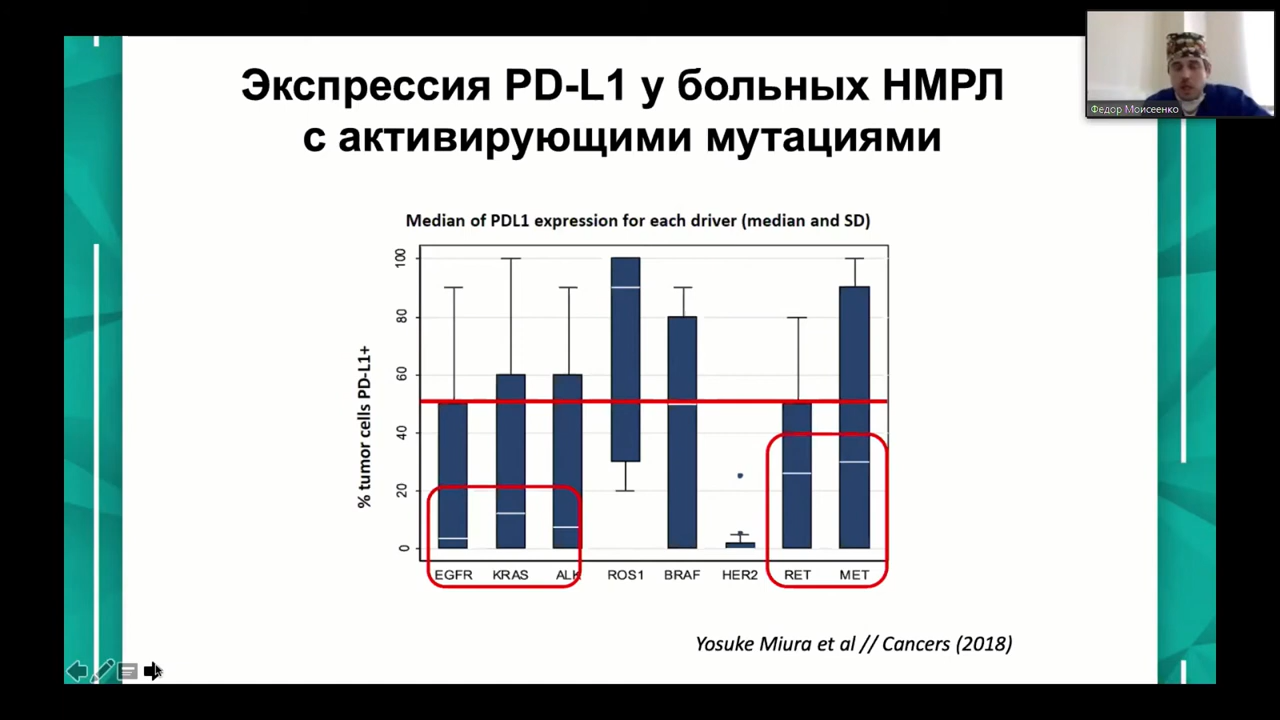 Экспрессия PD-L1 у больных НМРЛ
с активирующими мутациями
Федор Моисеенко
Median of PDL1 expression for each driver (median and SD)
% tumor cells PD-L1+
100
80
60
40
20
0
EGFR KRAS ALK ROS1 BRAF HER2 RET MET
Yosuke Miura et al // Cancers (2018)